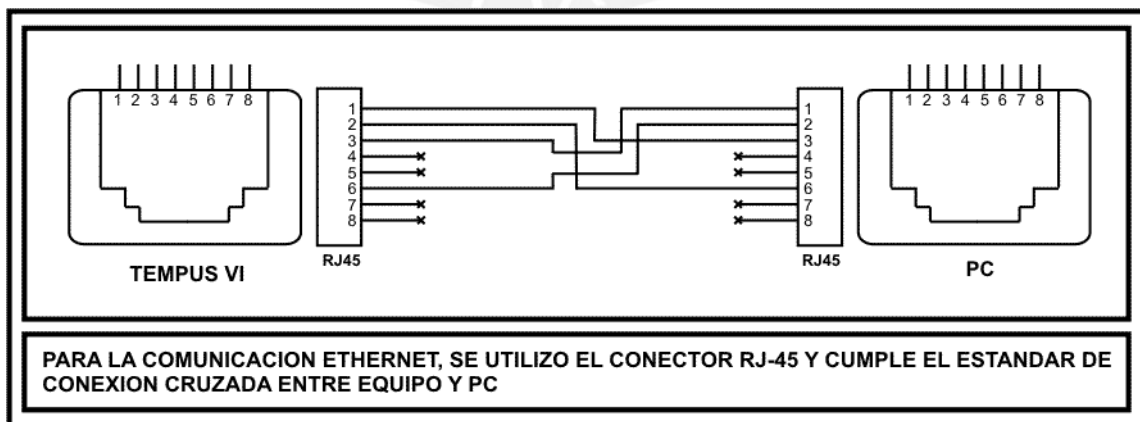 1 2 3 4 5 6 7 8
1 2 3 4 5 6 7 8
1
2
3
4
5
6
7
8
1
2
3
4
5
6
7
8
RJ45
RJ45
TEMPUS VI
PC
PARA LA COMUNICACION ETHERNET, SE UTILIZO EL CONECTOR RJ-45 Y CUMPLE EL ESTANDAR DE
CONEXION CRUZADA ENTRE EQUIPO Y PC